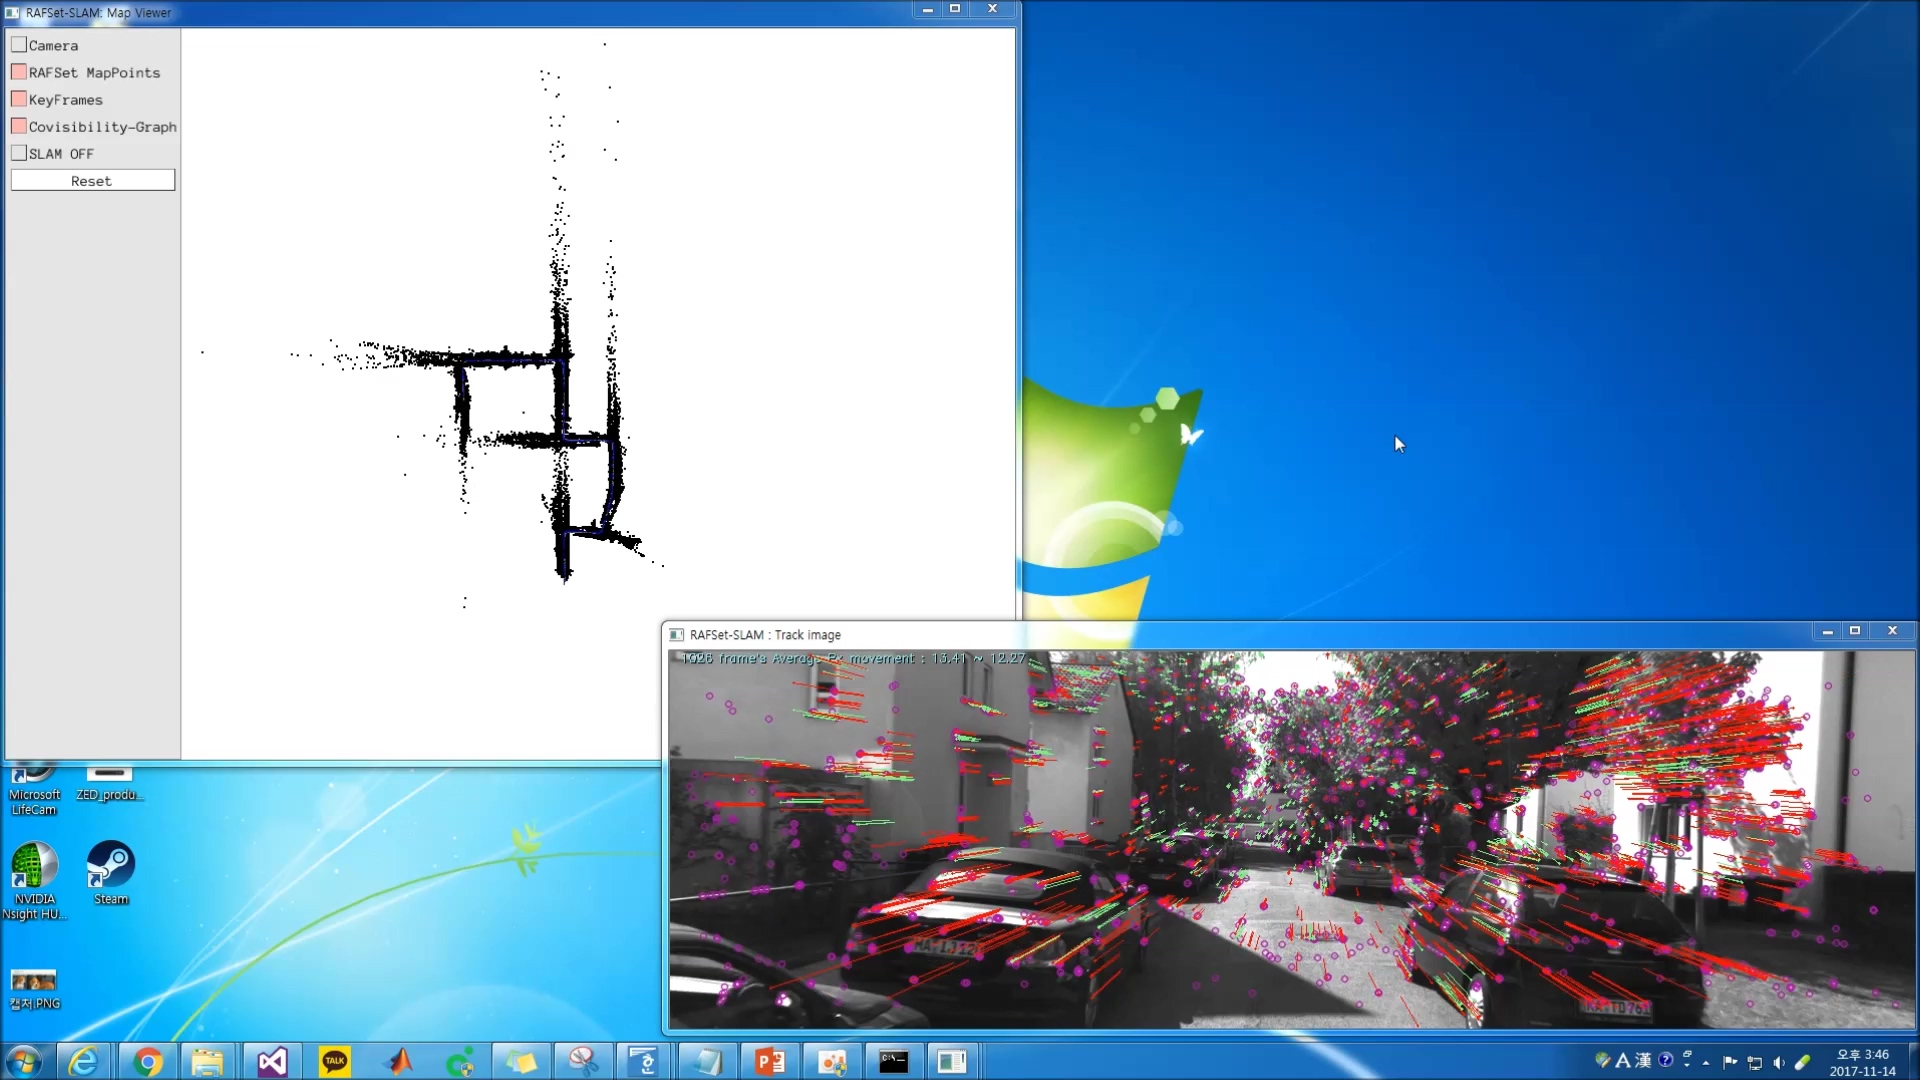 RAFSet-SLAM: Map Viewer
Camera
RAFSet MapPoints
KeyFrames
Covisibility-Graph
SLAM OFF
Reset
RAFSet-SLAM : Track image
frame's Average Px movement : 13.41 ~ 12.27
Microsoft
LifeCam
ZED_produ...
NVIDIA
Nsight HU...
Steam
캡처.PNG
TALK
C:\
A 漢
오후 3:46
2017-11-14